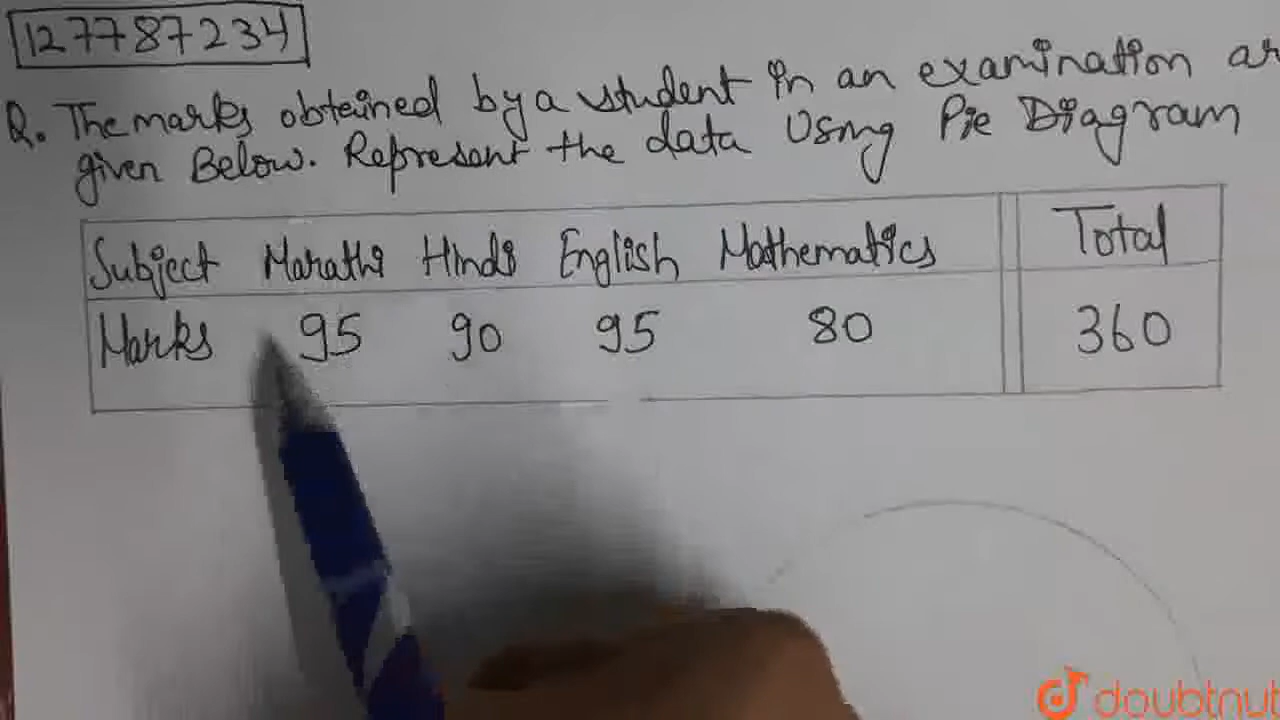 127787234
Q. The marks obtained by a student in an examination ar
given Below. Represent the data Using Pie Diagram
Subject Marathi Hindi English Mathematics Total
Marks 95 90 95 80 360
doubtnut